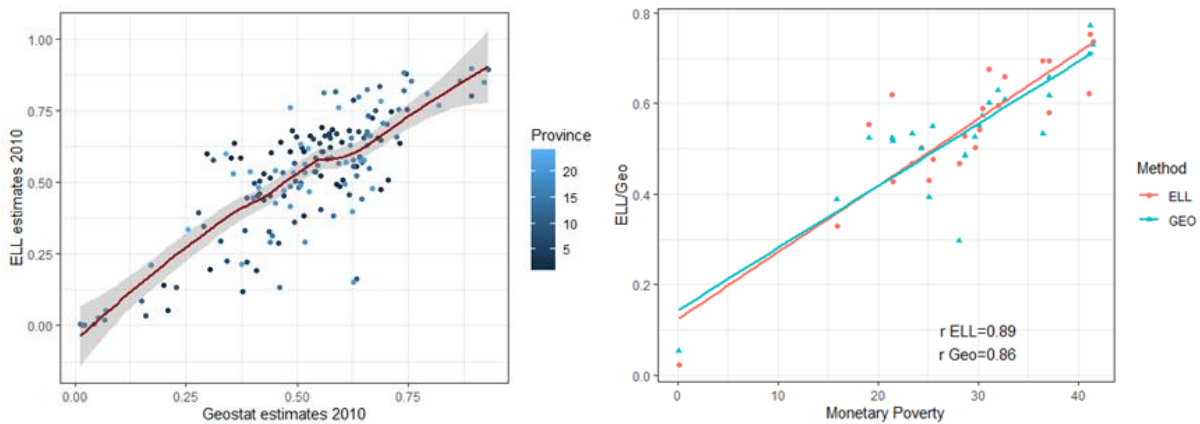 1.00
0.75
0.50
0.25
0.00
ELL estimates 2010
0.00 0.25 0.50 0.75
Geostat estimates 2010
Province
20
15
10
5
0.8
0.6
0.4
0.2
0.0
ELL/Geo
r ELL=0.89
r Geo=0.86
0 10 20 30 40
Monetary Poverty
Method
ELL
GEO